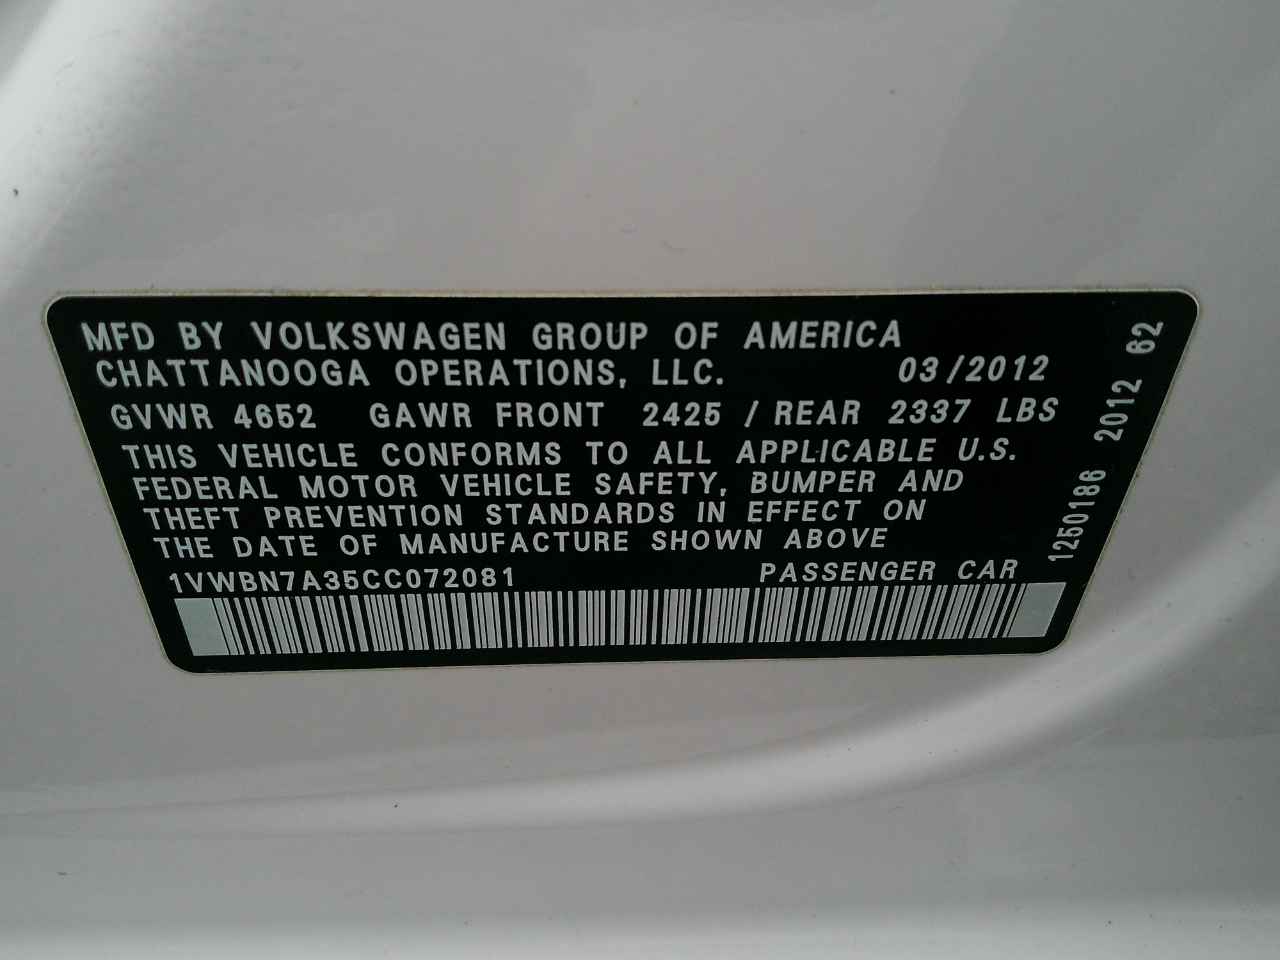 MFD BY VOLKSWAGEN GROUP OF AMERICA
CHATTANOOGA OPERATIONS, LLC. 03/2012
GVWR 4652 GAWR FRONT 2425 / REAR 2337 LBS
THIS VEHICLE CONFORMS TO ALL APPLICABLE U.S.
FEDERAL MOTOR VEHICLE SAFETY, BUMPER AND
THEFT PREVENTION STANDARDS IN EFFECT ON
THE DATE OF MANUFACTURE SHOWN ABOVE
1VWBN7A35CC072081 PASSENGER CAR
1250186 2012 62